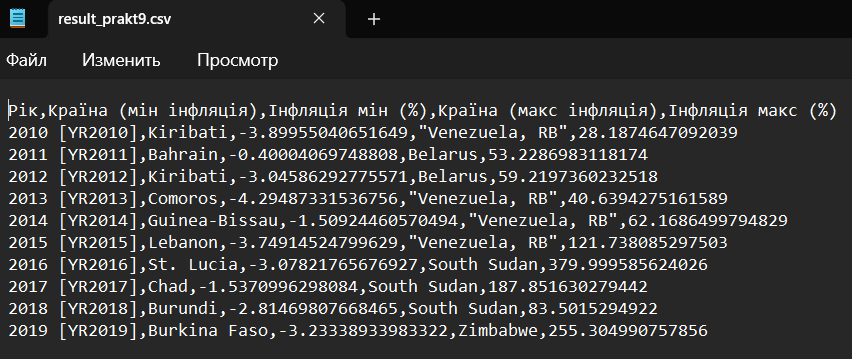 result_prakt9.csv
Файл Изменить Просмотр
Рік,Країна (мін інфляція),Інфляція мін (%),Країна (макс інфляція),Інфляція макс (%)
2010 [YR2010],Kiribati,-3.89955040651649,"Venezuela, RB",28.1874647092039
2011 [YR2011],Bahrain,-0.40004069748808,Belarus,53.2286983118174
2012 [YR2012],Kiribati,-3.04586292775571,Belarus,59.2197360232518
2013 [YR2013],Comoros,-4.29487331536756,"Venezuela, RB",40.6394275161589
2014 [YR2014],Guinea-Bissau,-1.50924460570494,"Venezuela, RB",62.1686499794829
2015 [YR2015],Lebanon,-3.74914524799629,"Venezuela, RB",121.738085297503
2016 [YR2016],St. Lucia,-3.07821765676927,South Sudan,379.999585624026
2017 [YR2017],Chad,-1.5370996298084,South Sudan,187.851630279442
2018 [YR2018],Burundi,-2.81469807668465,South Sudan,83.5015294922
2019 [YR2019],Burkina Faso,-3.23338933983322,Zimbabwe,255.304990757856